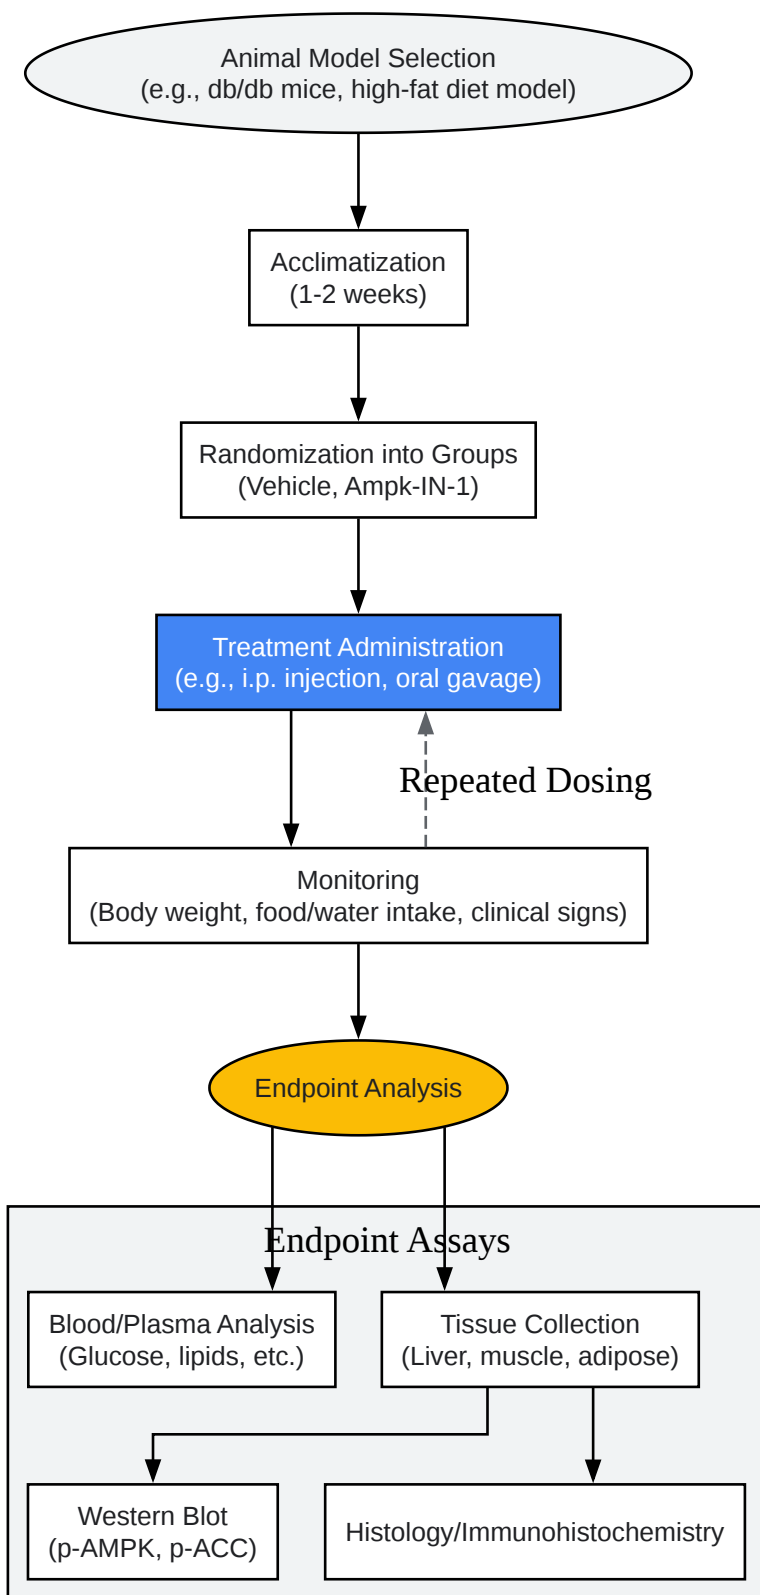 Animal Model Selection
(e.g., db/db mice, high-fat diet model)
Acclimatization
(1-2 weeks)
Randomization into Groups
(Vehicle, Ampk-IN-1)
Treatment Administration
(e.g., i.p. injection, oral gavage)
Repeated Dosing
Monitoring
(Body weight, food/water intake, clinical signs)
Endpoint Analysis
Endpoint Assays
Blood/Plasma Analysis
(Glucose, lipids, etc.)
Tissue Collection
(Liver, muscle, adipose)
Western Blot
(p-AMPK, p-ACC)
Histology/Immunohistochemistry